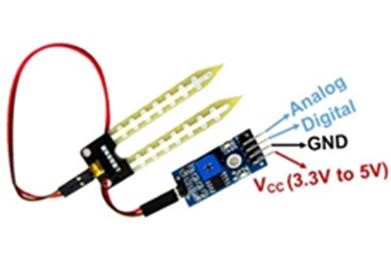 Analog
Digital
GND
Vcc (3.3V to 5V)